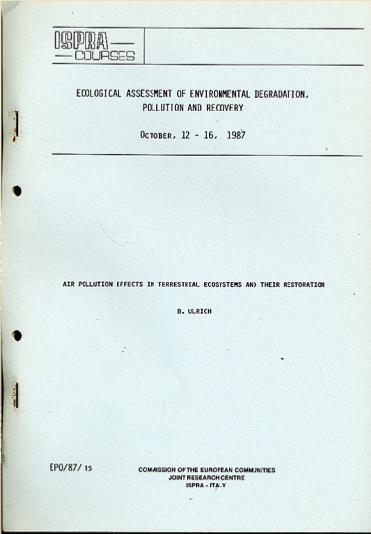 ISPRA
COURSES
ECOLOGICAL ASSESSMENT OF ENVIRONMENTAL DEGRADATION,
POLLUTION AND RECOVERY
OCTOBER, 12 - 16, 1987
AIR POLLUTION EFFECTS IN TERRESTRIAL ECOSYSTEMS AND THEIR RESTORATION
B. ULRICH
EPO/87/ 15
COMMISSION OF THE EUROPEAN COMMUNITIES
JOINT RESEARCH CENTRE
ISPRA - ITALY